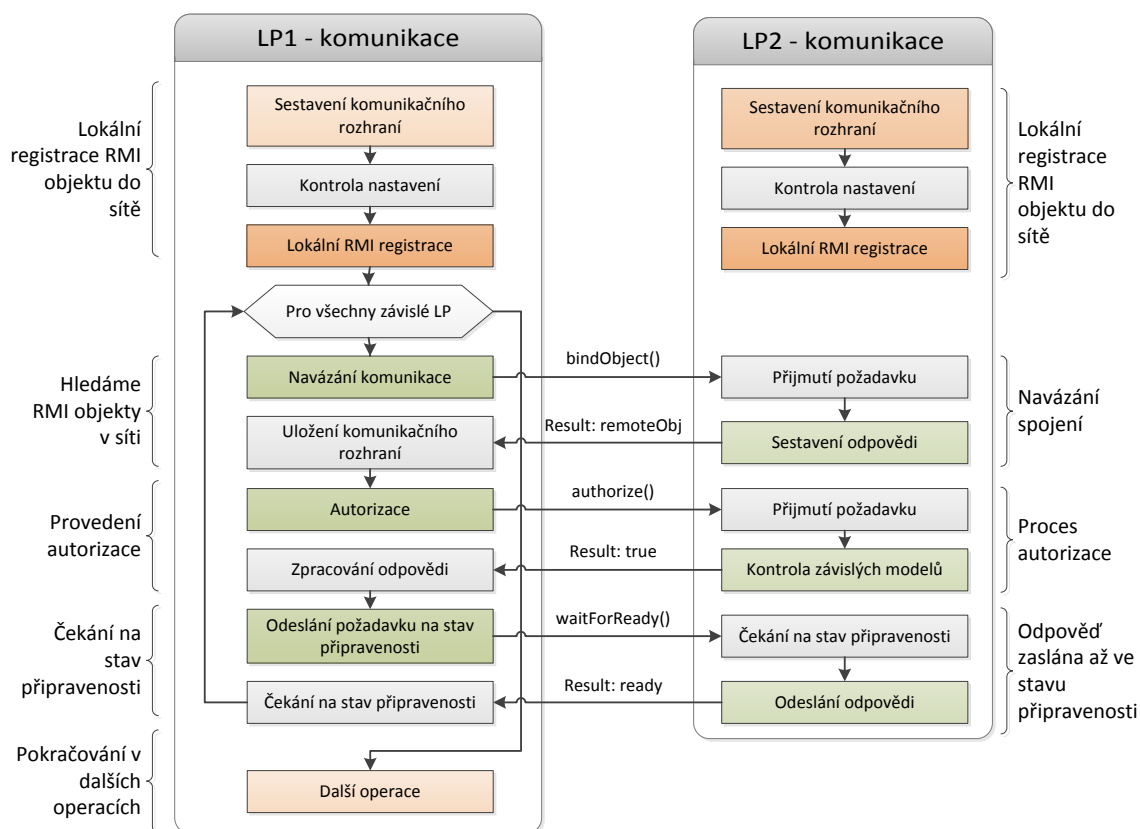 LP1 - komunikace
LP2 - komunikace
Lokální
registrace RMI
objektu do
sítě
Sestavení komunikačního
rozhraní
Kontrola nastavení
Lokální RMI registrace
Sestavení komunikačního
rozhraní
Kontrola nastavení
Lokální RMI registrace
Lokální
registrace
RMI
objektu do
sítě
Pro všechny závislé LP
Hledáme
RMI objekty
v síti
Navázání komunikace
bindObject()
Přijmutí požadavku
Navázání
spojení
Uložení komunikačního
rozhraní
Result: remoteObj
Sestavení odpovědi
Provedení
autorizace
Autorizace
authorize()
Přijmutí požadavku
Proces
autorizace
Zpracování odpovědi
Result: true
Kontrola závislých modelů
Čekání na
stav
připravenosti
Odeslání požadavku na stav
připravenosti
waitForReady()
Čekání na stav připravenosti
Odpověď
zaslána až ve
stavu
připravenosti
Čekání na stav připravenosti
Result: ready
Odeslání odpovědi
Pokračování v
dalších
operacích
Další operace